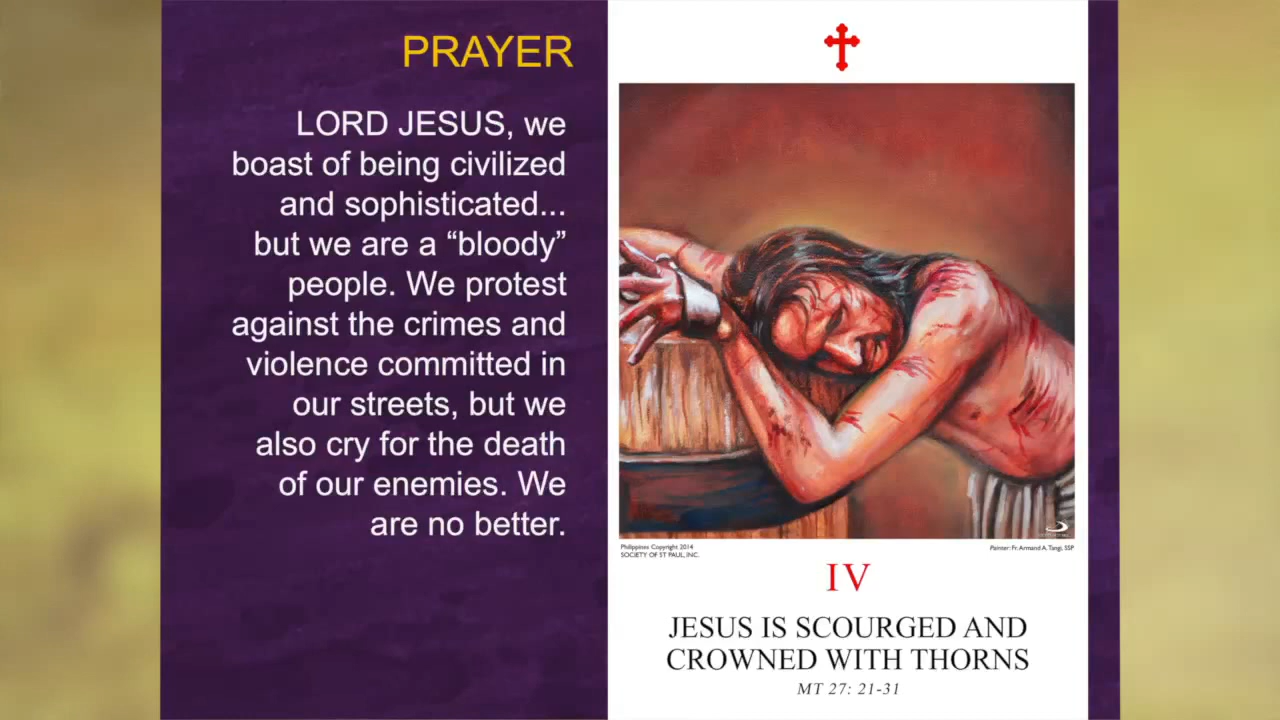 PRAYER
LORD JESUS, we
boast of being civilized
and sophisticated...
but we are a “bloody”
people. We protest
against the crimes and
violence committed in
our streets, but we
also cry for the death
of our enemies. We
are no better.
Philippines Copyright 2014
SOCIETY OF ST PAUL, INC.
Painter: Fr. Armand A. Tangi, SSP
IV
JESUS IS SCOURGED AND
CROWNED WITH THORNS
MT 27: 21-31